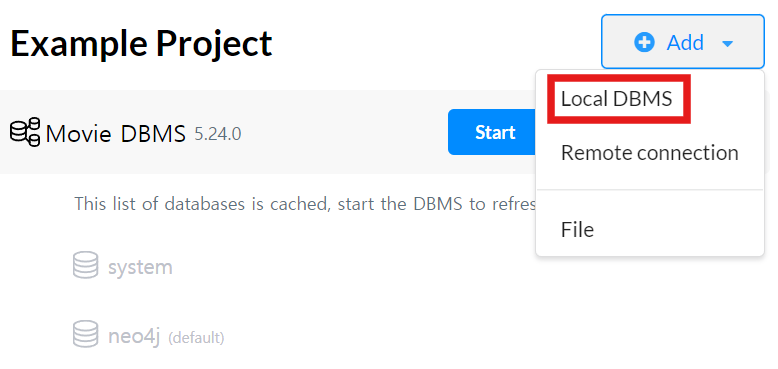 Example Project
Add
Local DBMS
Movie DBMS 5.24.0
Start
Remote connection
This list of databases is cached, start the DBMS to refres
File
system
neo4j (default)